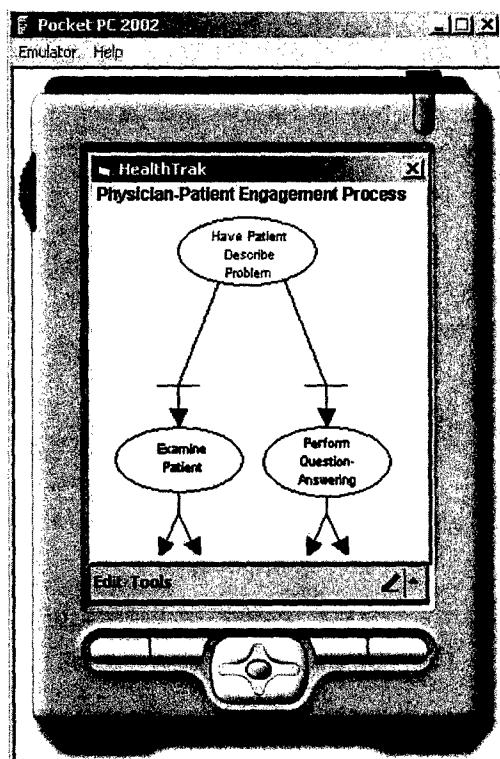 Pocket PC 2002
Emulator Help
HealthTrak
Physician-Patient Engagement Process
Have Patient
Describe
Problem
Examine
Patient
Perform
Question-
Answering
Edit Tools